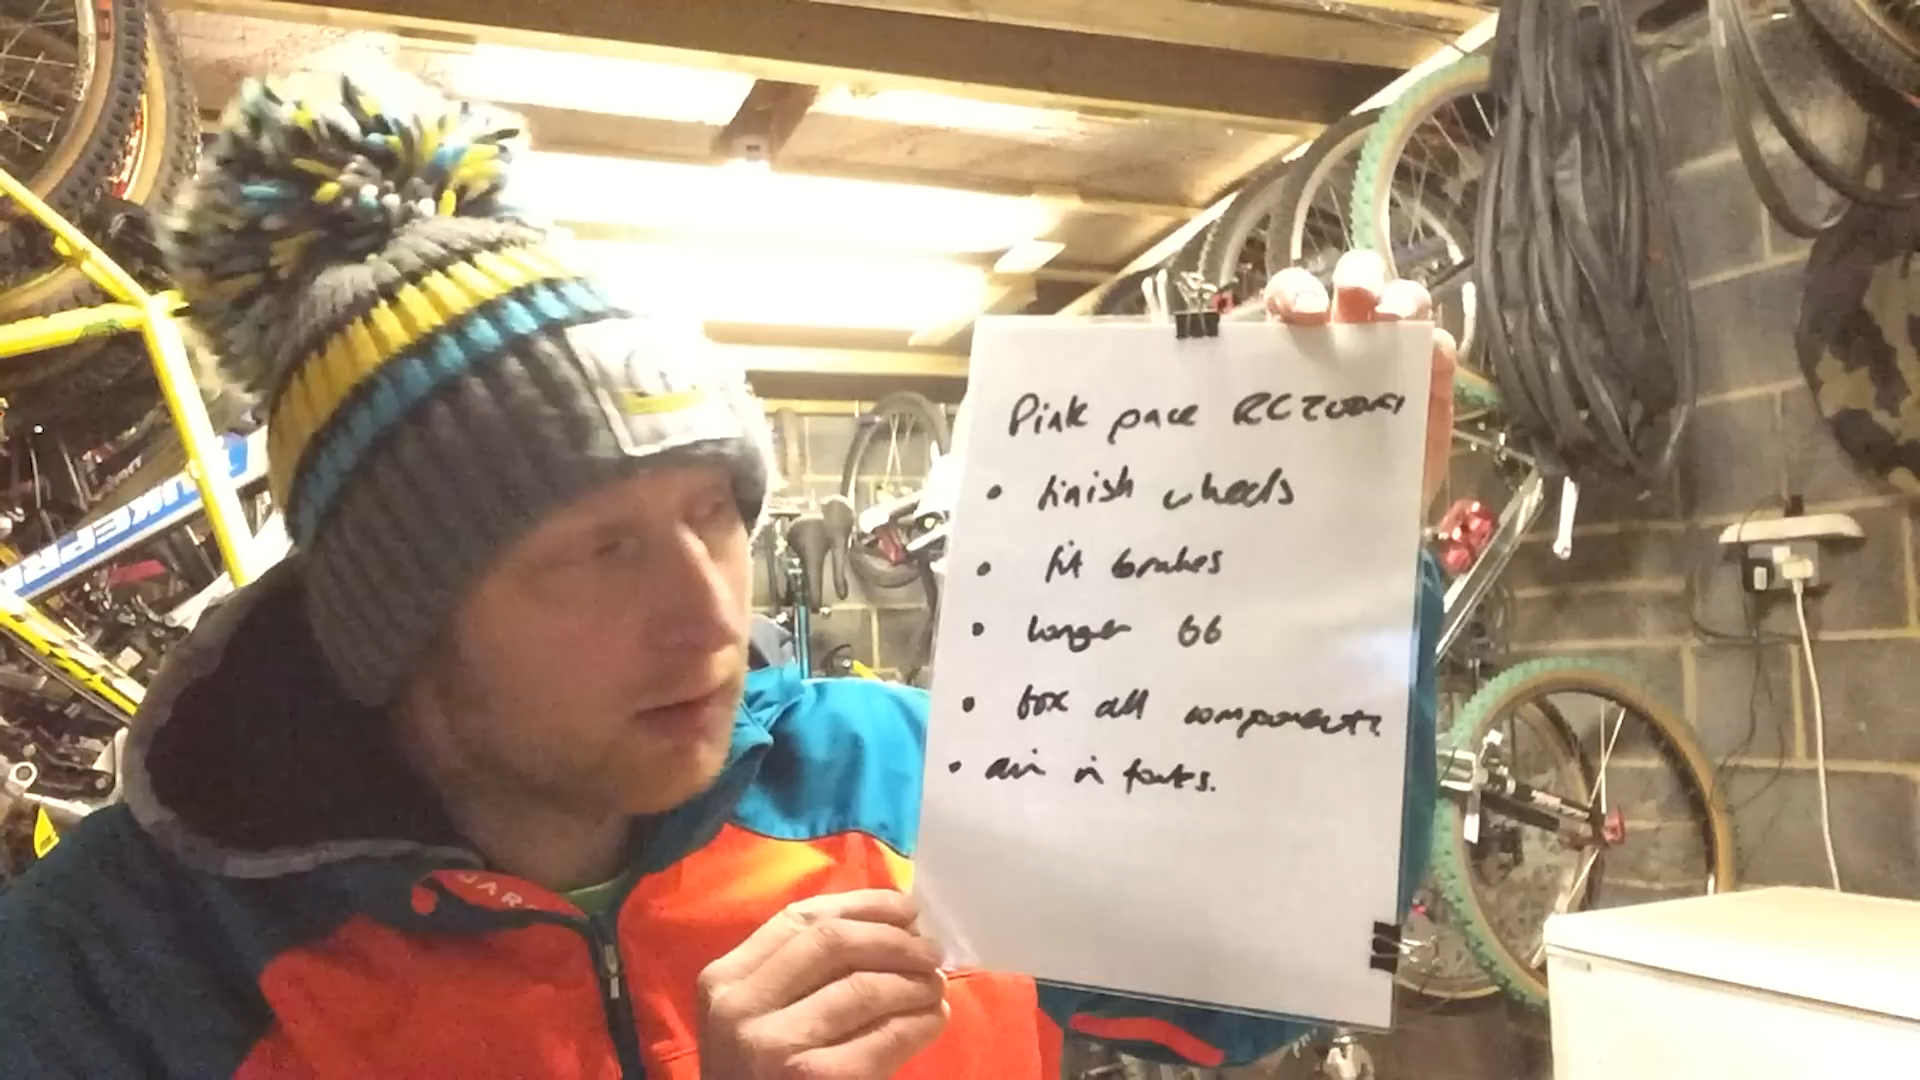 Pink pace RC200
• finish wheels
• fit brakes
• longer BB
• box all components
• air in forks.